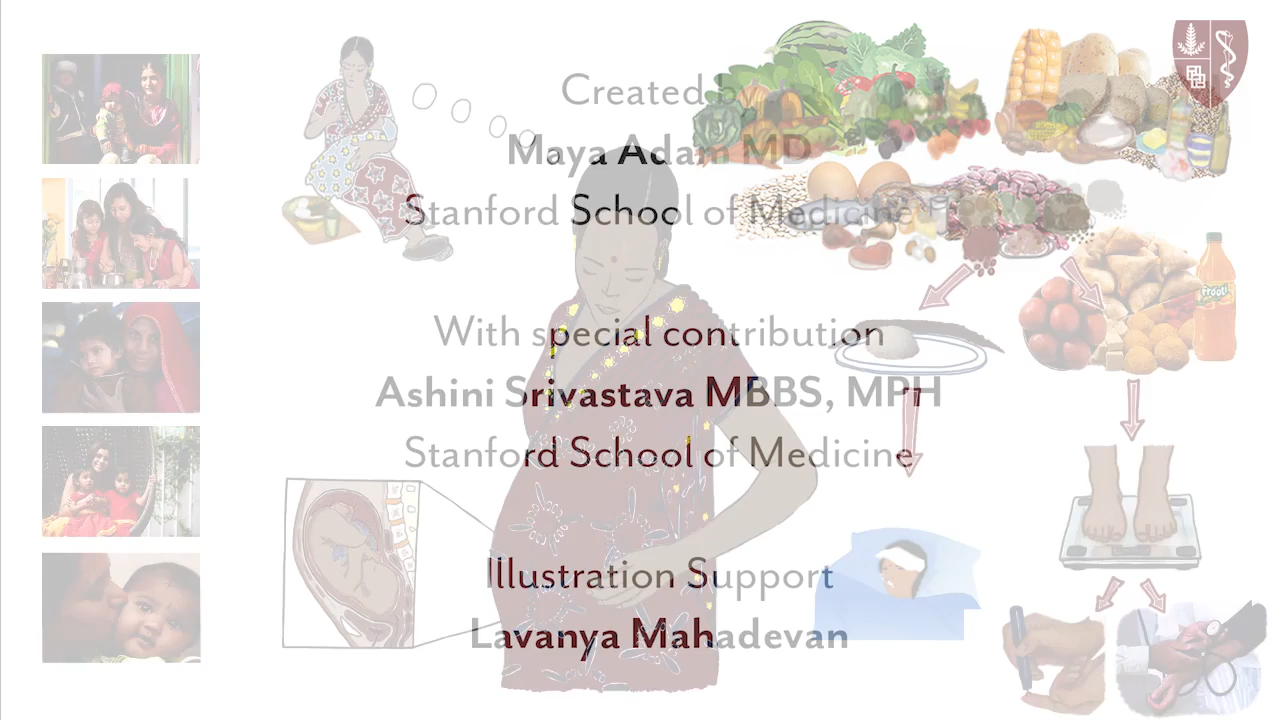 Created by
Maya Adam MD
Stanford School of Medicine
With special contribution
Ashini Srivastava MBBS, MPH
Stanford School of Medicine
Illustration Support
Lavanya Mahadevan
Frooti